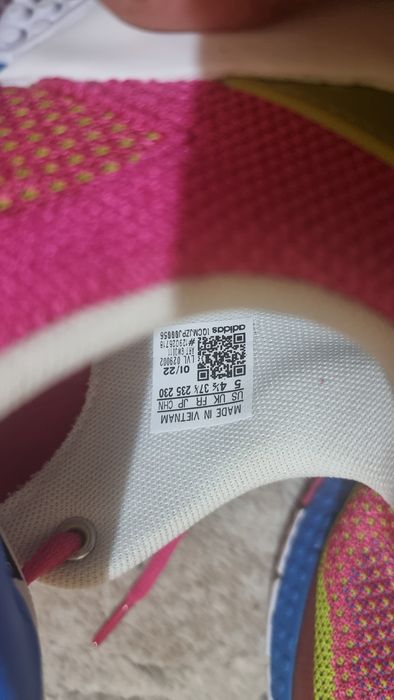 MADE IN VIETNAM
US UK FR JP CHN
5 4½ 37⅓ 235 230
01/22
LVL 029002
#129026718
adidas